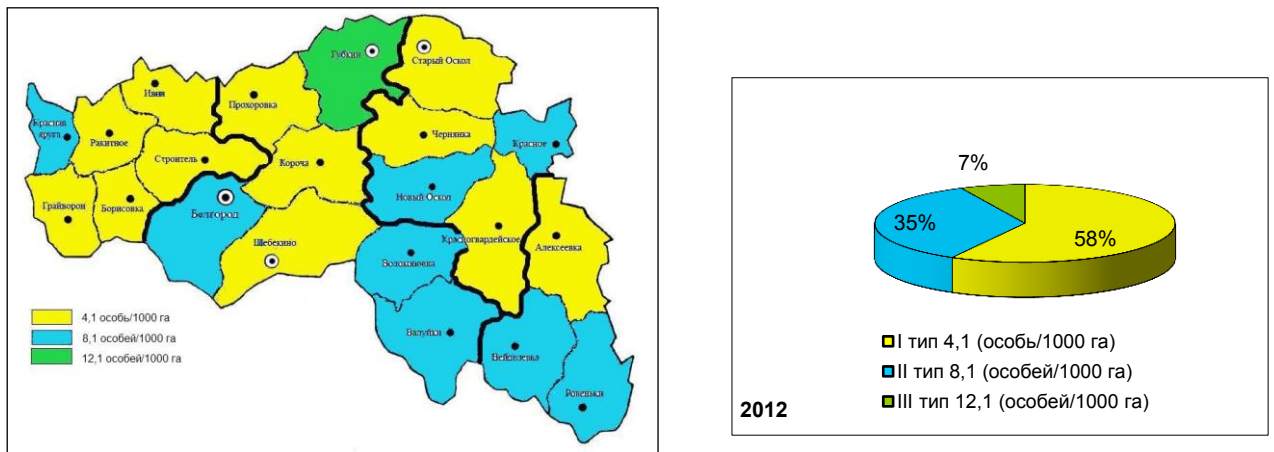 Губкин
Старый Оскол
Ивня
Прохоровка
Красная
яруга
Ракитное
Чернянка
Красное
Строитель
Короча
Новый Оскол
Грайворон
Борисовка
Белгород
Шебекино
Красногвардейское
Алексеевка
Волоконовка
Валуйки
Вейделевка
Ровеньки
4,1 особь/1000 га
8,1 особей/1000 га
12,1 особей/1000 га
7%
35%
58%
I тип 4,1 (особь/1000 га)
II тип 8,1 (особей/1000 га)
III тип 12,1 (особей/1000 га)
2012